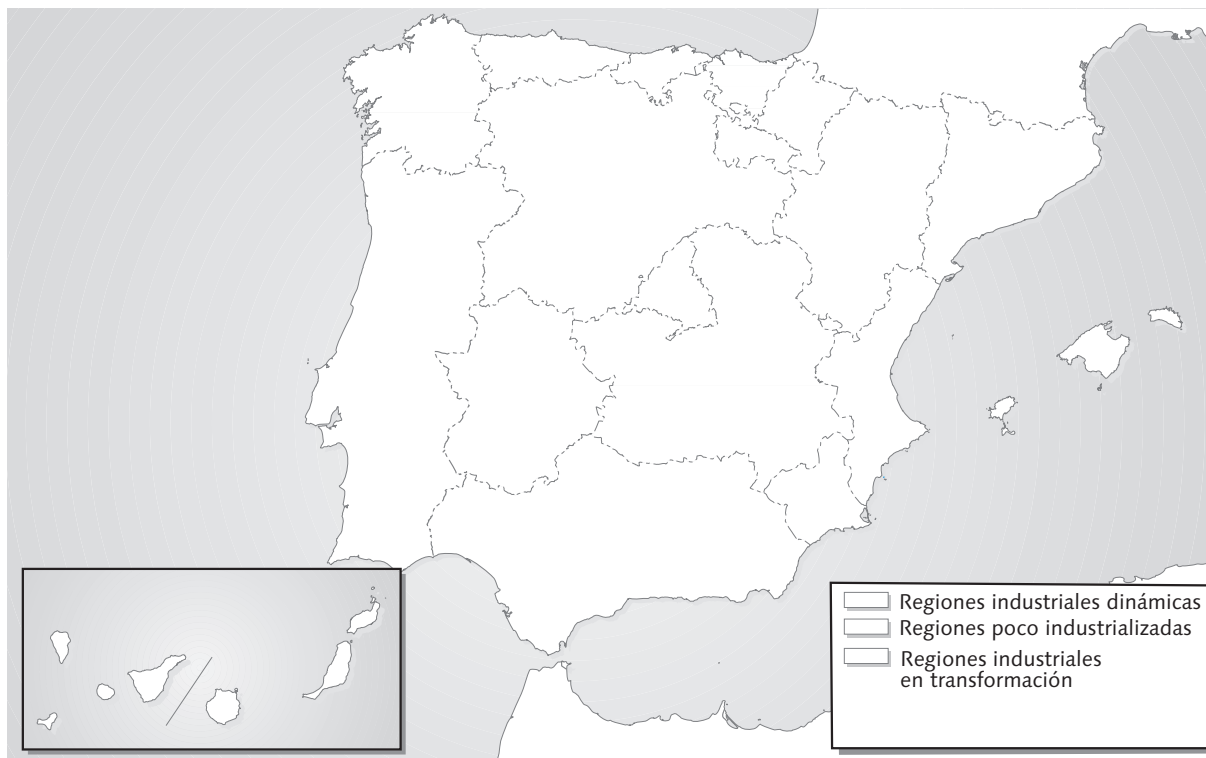 Regiones industriales dinámicas
Regiones poco industrializadas
Regiones industriales
en transformación